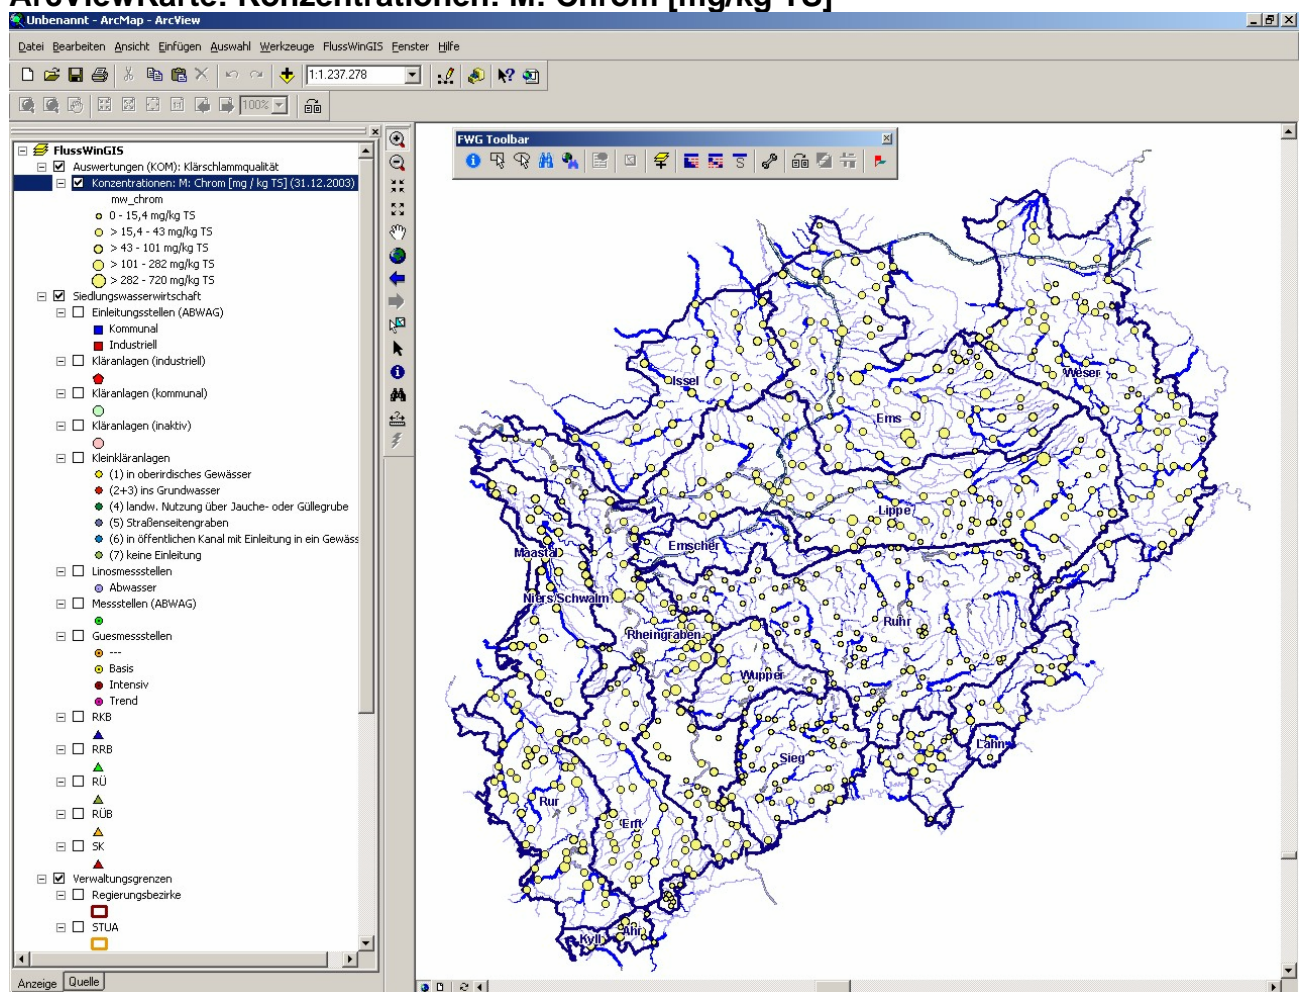 ArcViewKarte: Konzentrationen: M: Chrom [mg/kg TS]
Unbenannt - ArcMap - ArcView
Datei Bearbeiten Ansicht Einfügen Auswahl Werkzeuge FlussWinGIS Fenster Hilfe
1:1.237.278
100%
FWG Toolbar
FlussWinGIS
Auswertungen (KOM): Klärschlammqualität
Konzentrationen: M: Chrom [mg / kg TS] (31.12.2003)
mw_chrom
0 - 15,4 mg/kg TS
> 15,4 - 43 mg/kg TS
> 43 - 101 mg/kg TS
> 101 - 282 mg/kg TS
> 282 - 720 mg/kg TS
Siedlungswasserwirtschaft
Einleitungsstellen (ABWAG)
Kommunal
Industriell
Kläranlagen (industriell)
Kläranlagen (kommunal)
Kläranlagen (inaktiv)
Kleinkläranlagen
(1) in oberirdisches Gewässer
(2+3) ins Grundwasser
(4) landw. Nutzung über Jauche- oder Güllegrube
(5) Straßenseitengraben
(6) in öffentlichen Kanal mit Einleitung in ein Gewäss
(7) keine Einleitung
Linosmessstellen
Abwasser
Messstellen (ABWAG)
Guesmessstellen
---
Basis
Intensiv
Trend
RKB
RRB
RÜ
RÜB
SK
Verwaltungsgrenzen
Regierungsbezirke
STUA
Anzeige Quelle
Issel
Weser
Ems
Lippe
Emscher
Maastal
Niers/Schwalm
Rheingraben
Ruhr
Wupper
Lahn
Sieg
Rur
Erft
Ahr
Kyll